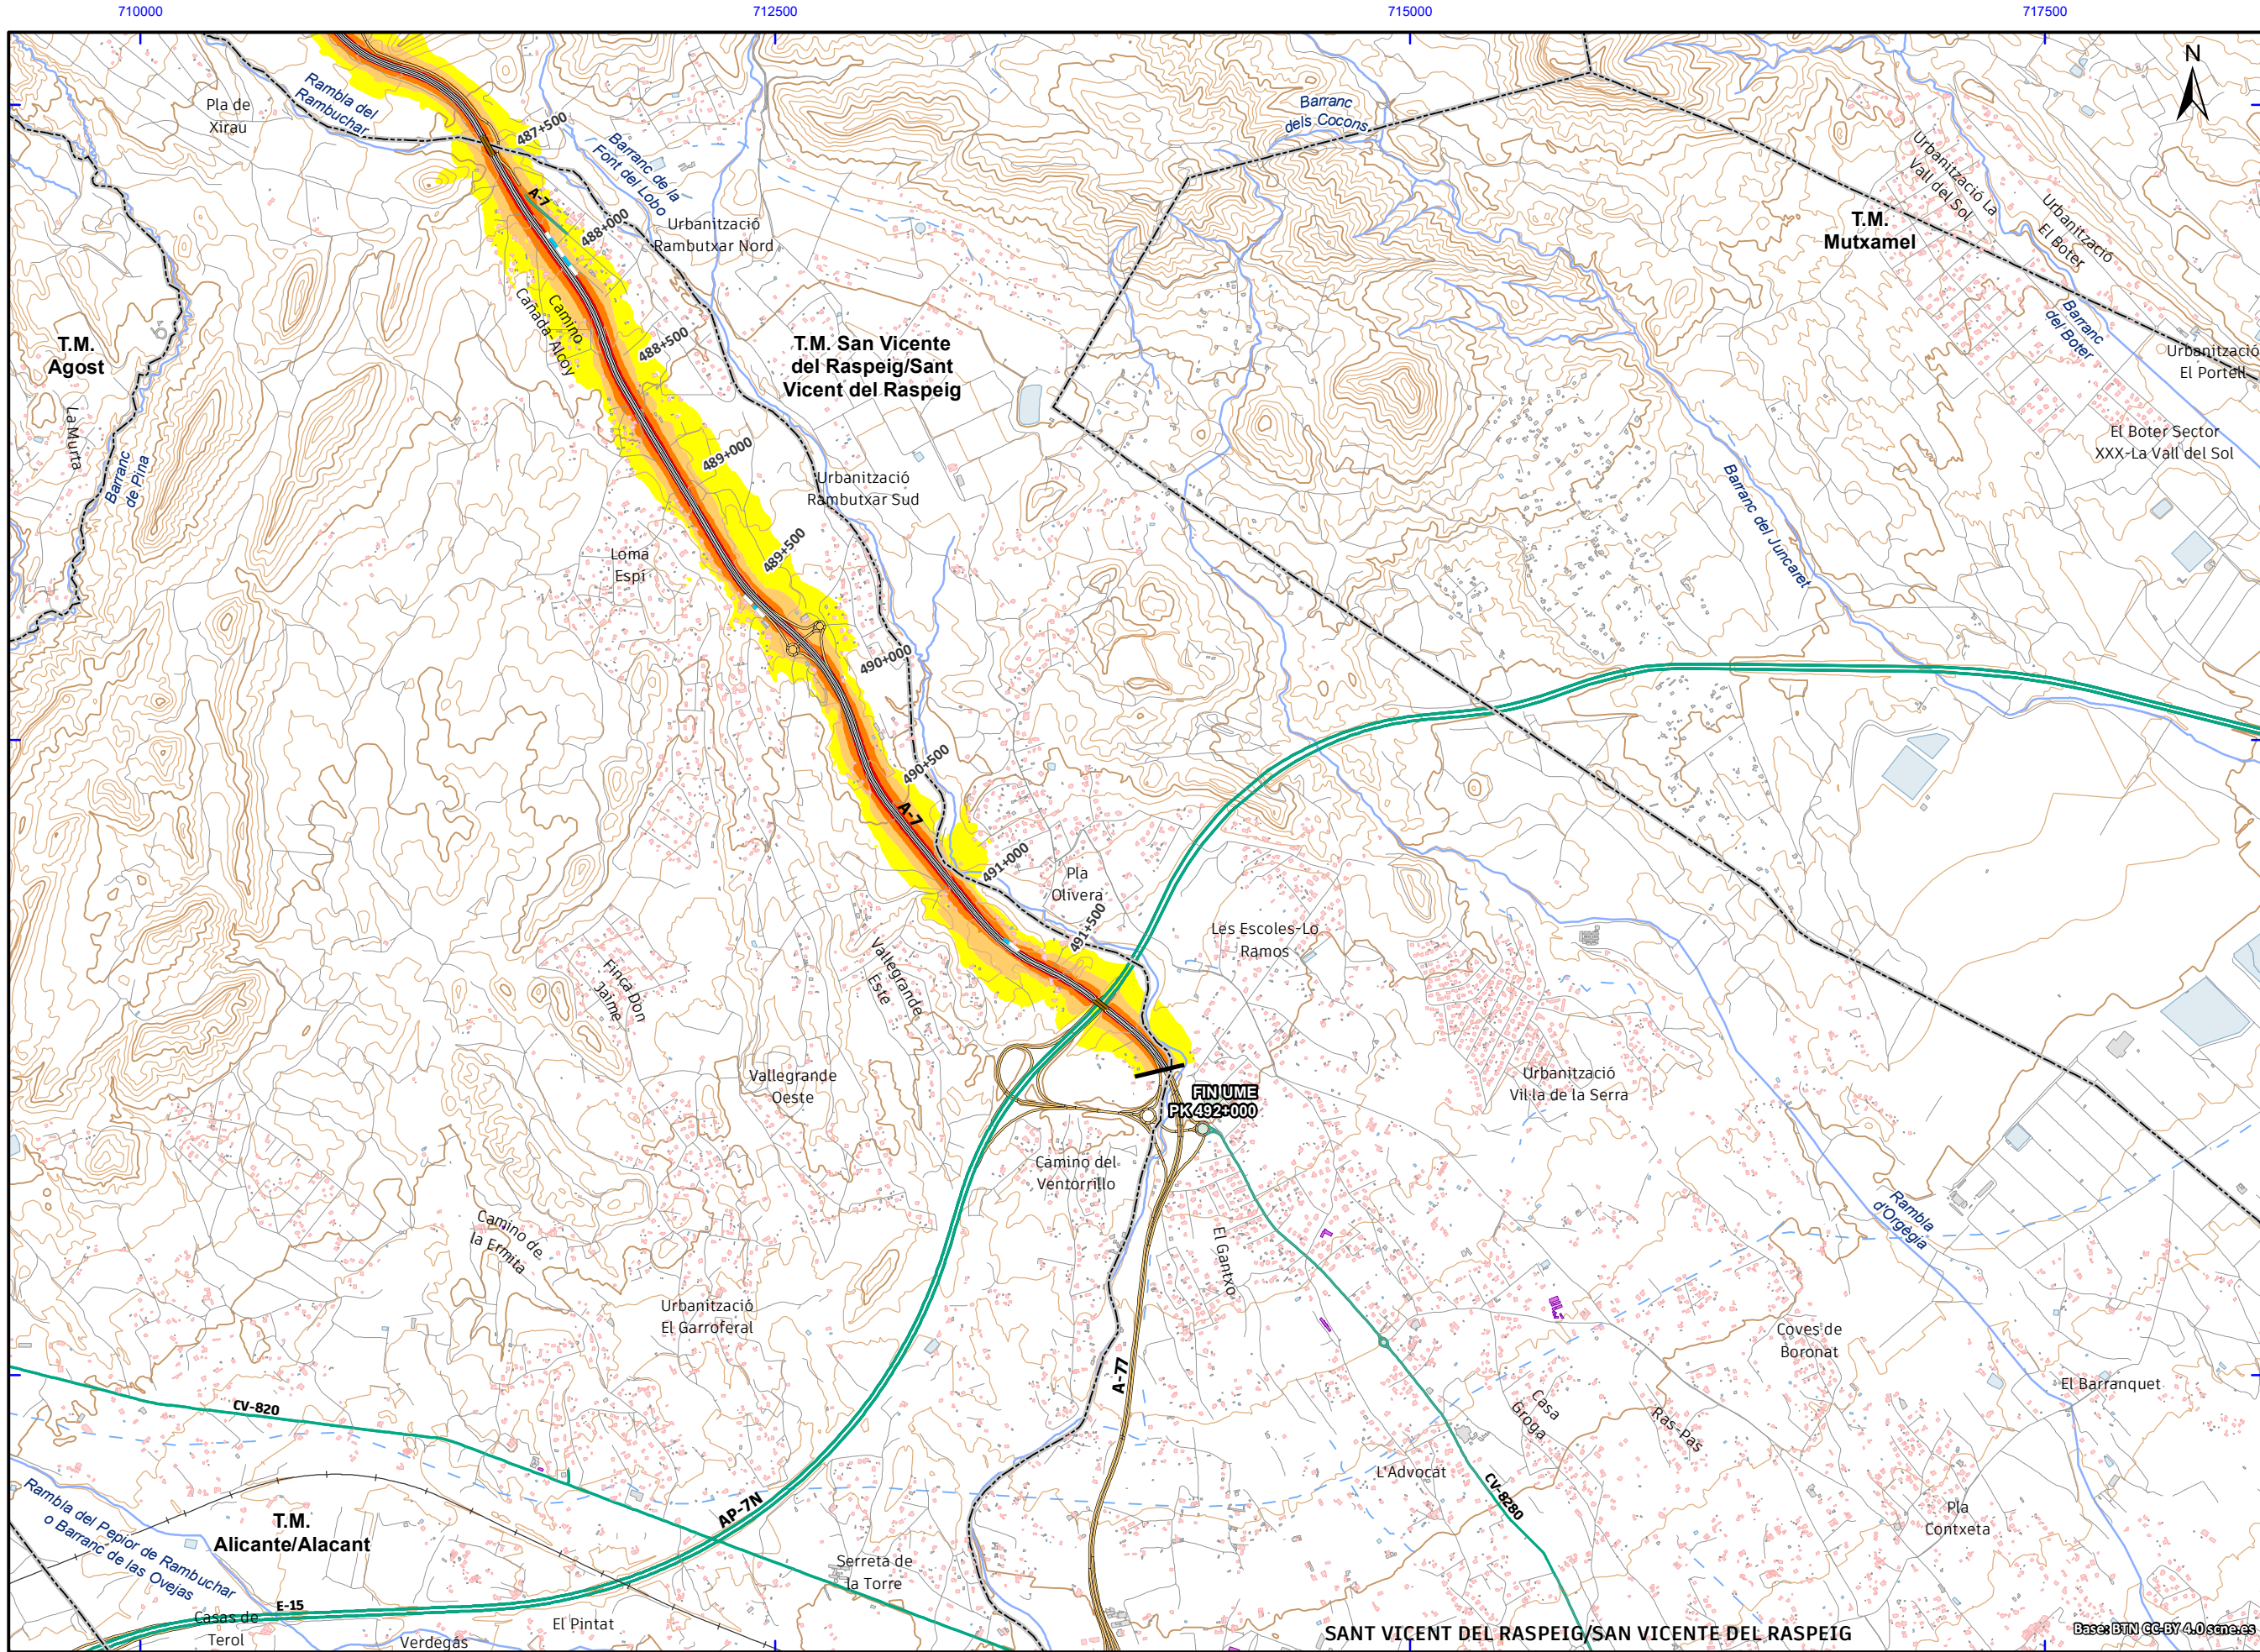 710000
712500
715000
717500
N
Pla de
Xirau
Rambla del
Rambuchar
487+500
Barranc de la
Font del Lobo
A-7
488+000
Urbanització
Rambutxar Nord
Barranc
dels Cocons
Urbanització La
Vall del Sol
Urbanització
El Boter
T.M.
Mutxamel
Barranc
del Boter
Urbanització
El Portell
T.M.
Agost
Camino
Cañada-Alcoy
488+500
T.M. San Vicente
del Raspeig/Sant
Vicent del Raspeig
La Murta
Barranc
de Pina
489+000
Urbanització
Rambutxar Sud
El Boter Sector
XXX-La Vall del Sol
Barranc del Juncaret
489+500
Loma
Espí
490+000
490+500
A-7
491+000
Pla
Olivera
491+500
Les Escoles-Lo
Ramos
Vallegrande
Este
Finca Don
Jaime
Vallegrande
Oeste
FIN UME
PK 492+000
Urbanització
Vil·la de la Serra
Camino del
Ventorrillo
Camino de
la Ermita
El Gantxo
Rambla
d'Orgègia
Urbanització
El Garroferal
Coves de
Boronat
A-77
El Barranquet
CV-820
Casa
Groga
Ras-Pas
L'Advocat
CV-8280
Rambla del Pepior de Rambuchar
o Barranc de las Ovejas
T.M.
Alicante/Alacant
AP-7N
Pla
Contxeta
Serreta de
la Torre
E-15
Casas de
Terol
El Pintat
Verdegás
SANT VICENT DEL RASPEIG/SAN VICENTE DEL RASPEIG
Base: BTN CC-BY 4.0 scne.es